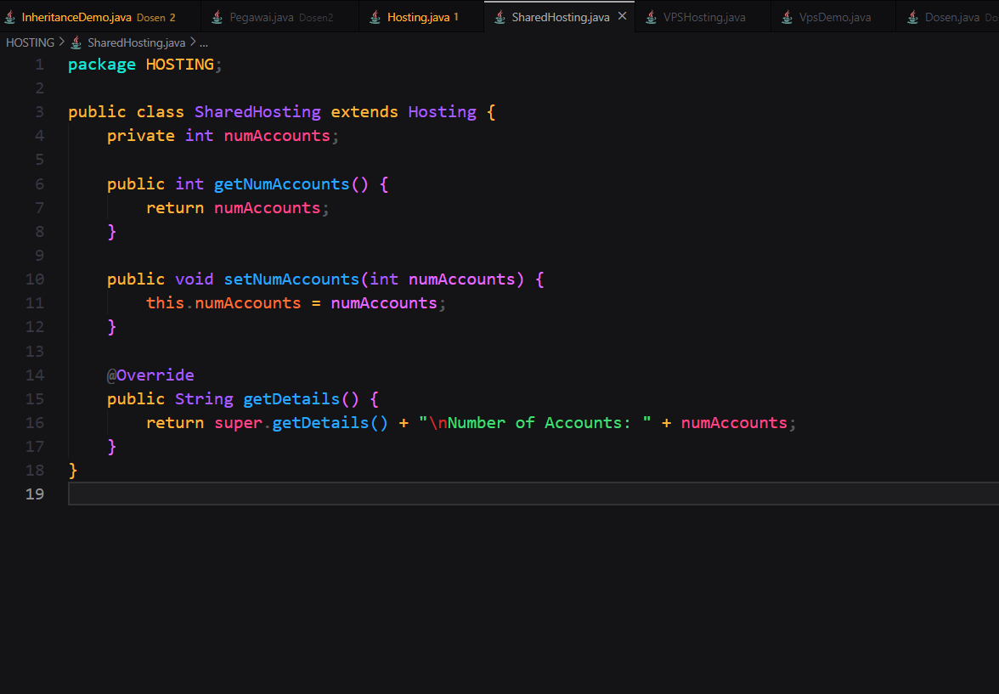 InheritanceDemo.java Dosen 2 Pegawai.java Dosen2 Hosting.java 1 SharedHosting.java × VPSHosting.java VpsDemo.java Dosen.java Do
HOSTING > SharedHosting.java > ...
1 package HOSTING;
2
3 public class SharedHosting extends Hosting {
4 private int numAccounts;
5
6 public int getNumAccounts() {
7 return numAccounts;
8 }
9
10 public void setNumAccounts(int numAccounts) {
11 this.numAccounts = numAccounts;
12 }
13
14 @Override
15 public String getDetails() {
16 return super.getDetails() + "\nNumber of Accounts: " + numAccounts;
17 }
18 }
19